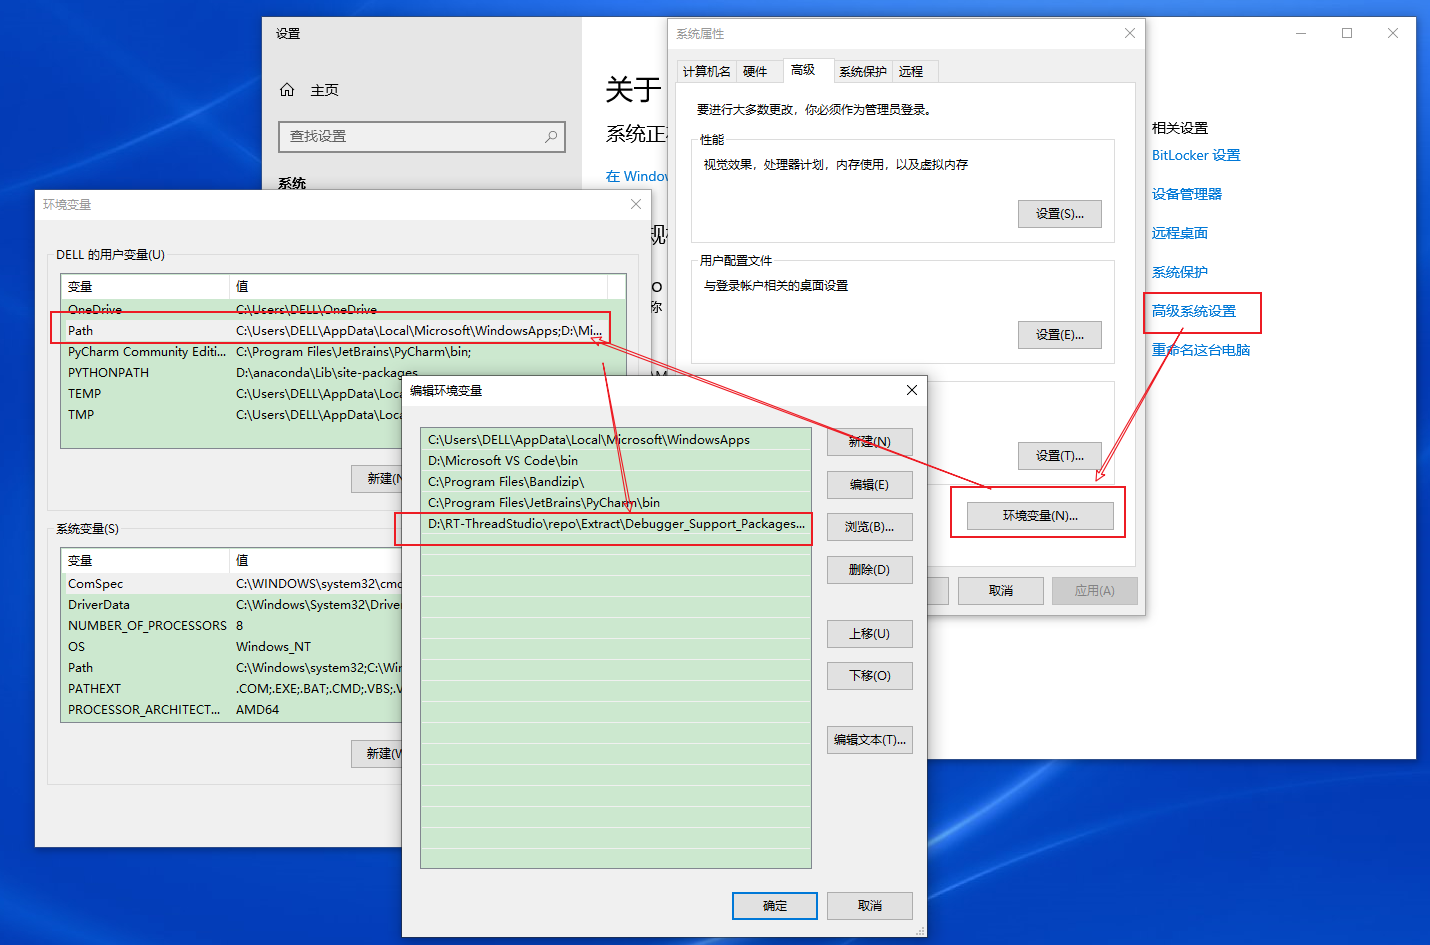 设置
主页
查找设置
系统
关于
系统正
在 Window
相关设置
BitLocker 设置
设备管理器
远程桌面
系统保护
高级系统设置
重命名这台电脑
系统属性
计算机名
硬件
高级
系统保护
远程
要进行大多数更改，你必须作为管理员登录。
性能
视觉效果，处理器计划，内存使用，以及虚拟内存
设置(S)...
用户配置文件
与登录帐户相关的桌面设置
设置(E)...
设置(T)...
环境变量(N)...
取消
应用(A)
环境变量
DELL 的用户变量(U)
变量 值
OneDrive C:\Users\DELL\OneDrive
Path C:\Users\DELL\AppData\Local\Microsoft\WindowsApps;D:\Mi...
PyCharm Community Editi... C:\Program Files\JetBrains\PyCharm\bin;
PYTHONPATH D:\anaconda\Lib\site-packages
TEMP C:\Users\DELL\AppData\Loca
TMP C:\Users\DELL\AppData\Loca
新建(N
系统变量(S)
变量 值
ComSpec C:\WINDOWS\system32\cmd
DriverData C:\Windows\System32\Driver
NUMBER_OF_PROCESSORS 8
OS Windows_NT
Path C:\Windows\system32;C:\Win
PATHEXT .COM;.EXE;.BAT;.CMD;.VBS;.V
PROCESSOR_ARCHITECT... AMD64
新建(W
编辑环境变量
C:\Users\DELL\AppData\Local\Microsoft\WindowsApps
D:\Microsoft VS Code\bin
C:\Program Files\Bandizip\
C:\Program Files\JetBrains\PyCharm\bin
D:\RT-ThreadStudio\repo\Extract\Debugger_Support_Packages...
新建(N)
编辑(E)
浏览(B)...
删除(D)
上移(U)
下移(O)
编辑文本(T)...
确定
取消